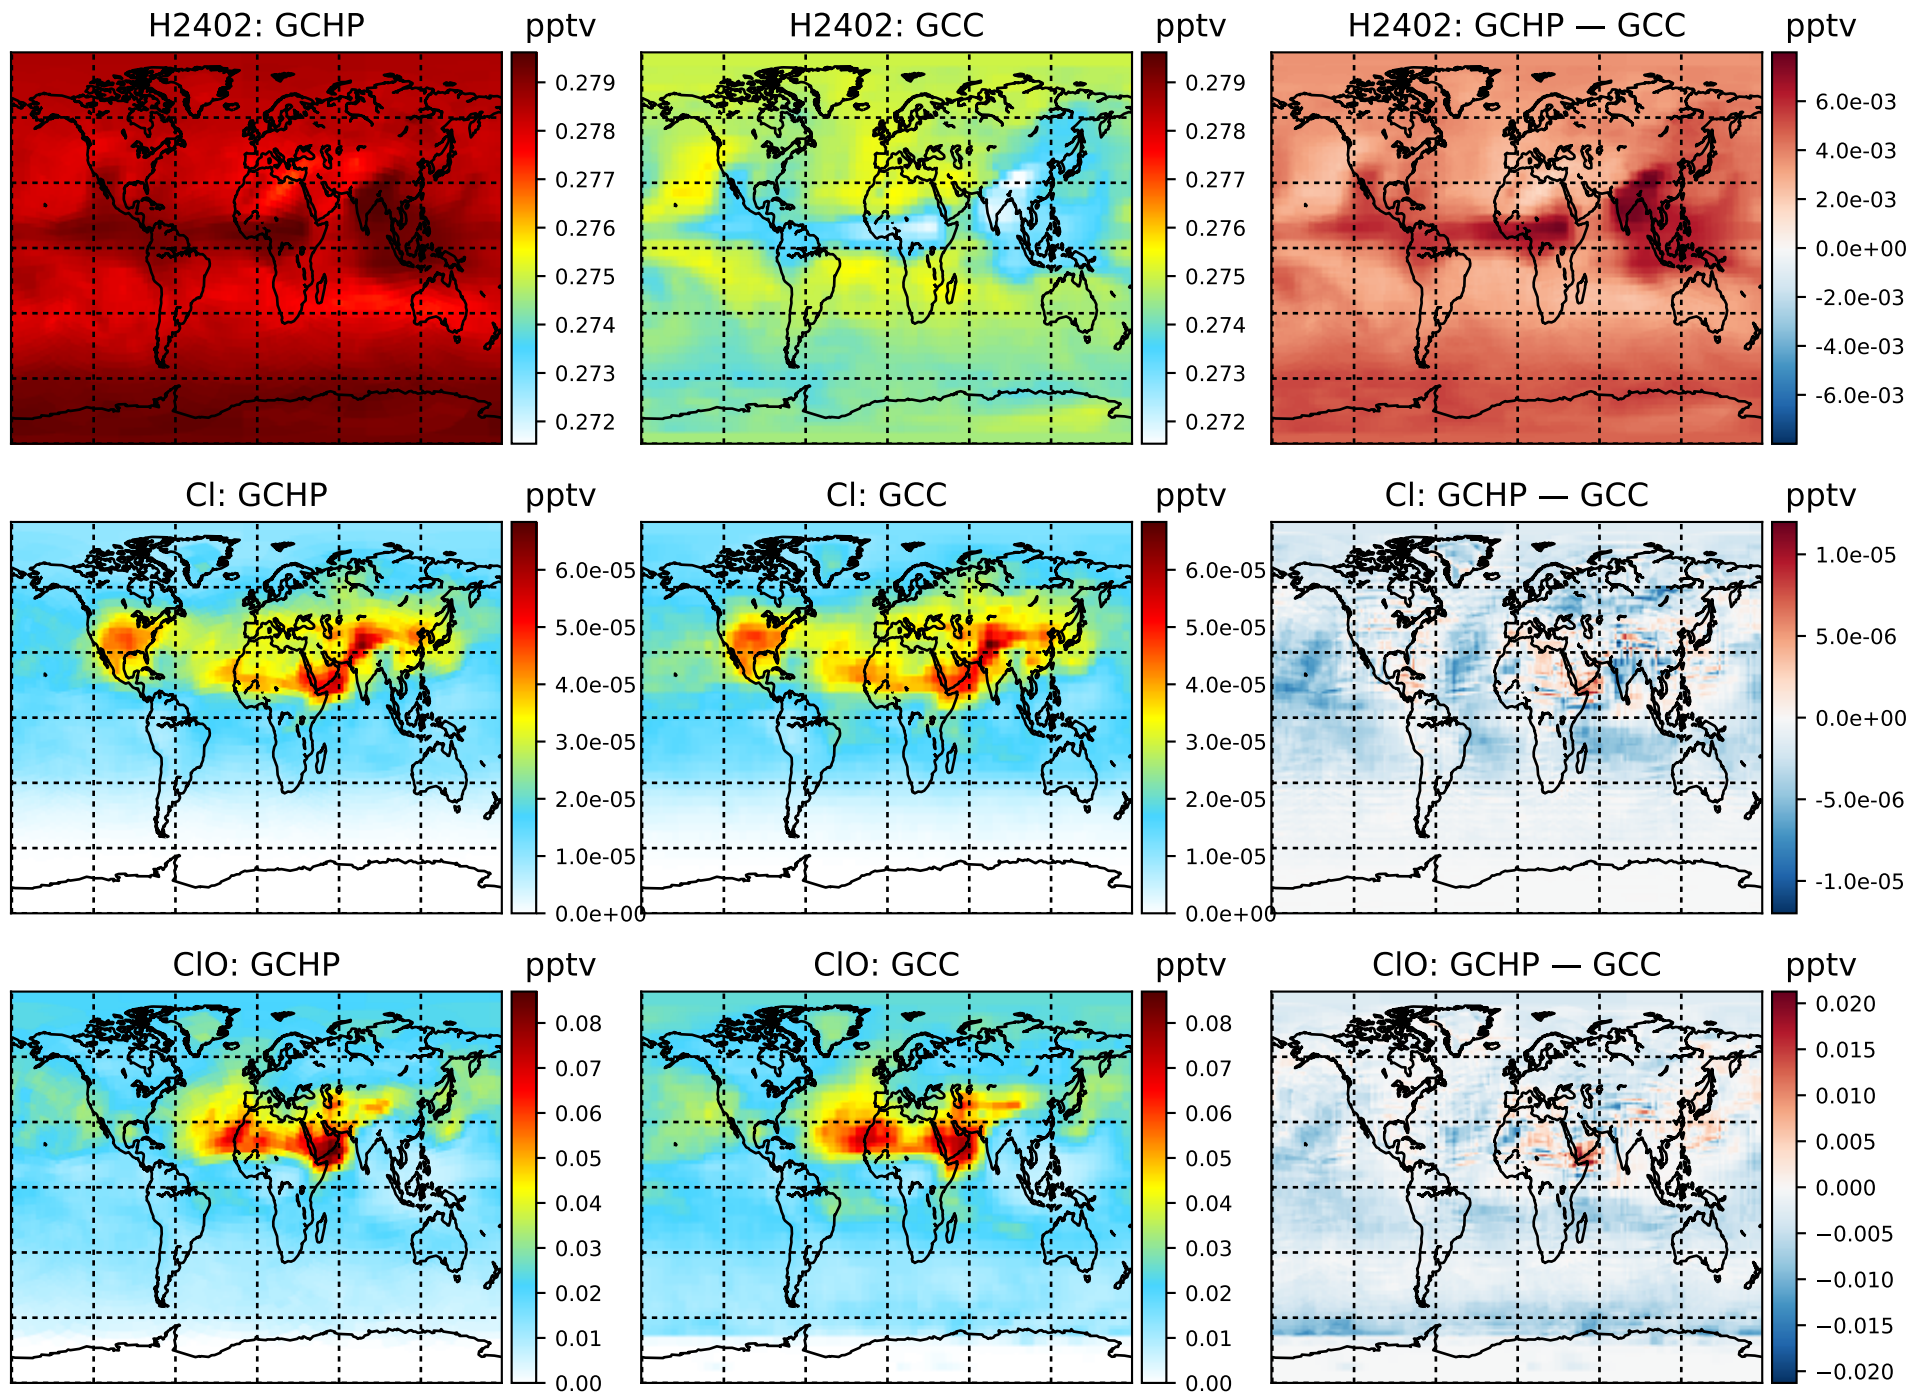 H2402: GCHP pptv H2402: GCC pptv H2402: GCHP — GCC pptv
0.279 0.279 6.0e-03
0.278 0.278 4.0e-03
0.277 0.277 2.0e-03
0.276 0.276 0.0e+00
0.275 0.275 -2.0e-03
0.274 0.274 -4.0e-03
0.273 0.273 -6.0e-03
0.272 0.272
Cl: GCHP pptv Cl: GCC pptv Cl: GCHP — GCC pptv
6.0e-05 6.0e-05 1.0e-05
5.0e-05 5.0e-05 5.0e-06
4.0e-05 4.0e-05 0.0e+00
3.0e-05 3.0e-05 -5.0e-06
2.0e-05 2.0e-05 -1.0e-05
1.0e-05 1.0e-05
0.0e+00 0.0e+00
ClO: GCHP pptv ClO: GCC pptv ClO: GCHP — GCC pptv
0.08 0.08 0.020
0.07 0.07 0.015
0.06 0.06 0.010
0.05 0.05 0.005
0.04 0.04 0.000
0.03 0.03 −0.005
0.02 0.02 −0.010
0.01 0.01 −0.015
0.00 0.00 −0.020